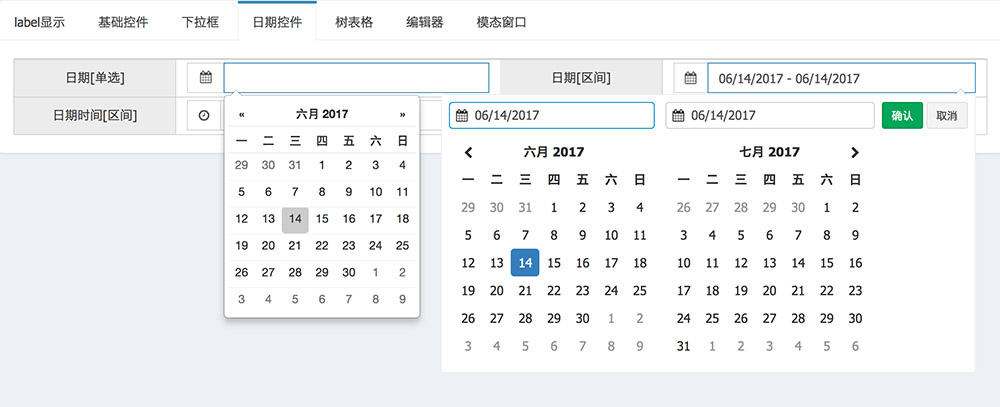 label显示 基础控件 下拉框 日期控件 树表格 编辑器 模态窗口
日期[单选] 日期[区间] 06/14/2017 - 06/14/2017
日期时间[区间]
« 六月 2017 »
一 二 三 四 五 六 日
29 30 31 1 2 3 4
5 6 7 8 9 10 11
12 13 14 15 16 17 18
19 20 21 22 23 24 25
26 27 28 29 30 1 2
3 4 5 6 7 8 9
06/14/2017 06/14/2017 确认 取消
六月 2017
一 二 三 四 五 六 日
29 30 31 1 2 3 4
5 6 7 8 9 10 11
12 13 14 15 16 17 18
19 20 21 22 23 24 25
26 27 28 29 30 1 2
3 4 5 6 7 8 9
七月 2017
一 二 三 四 五 六 日
26 27 28 29 30 1 2
3 4 5 6 7 8 9
10 11 12 13 14 15 16
17 18 19 20 21 22 23
24 25 26 27 28 29 30
31 1 2 3 4 5 6